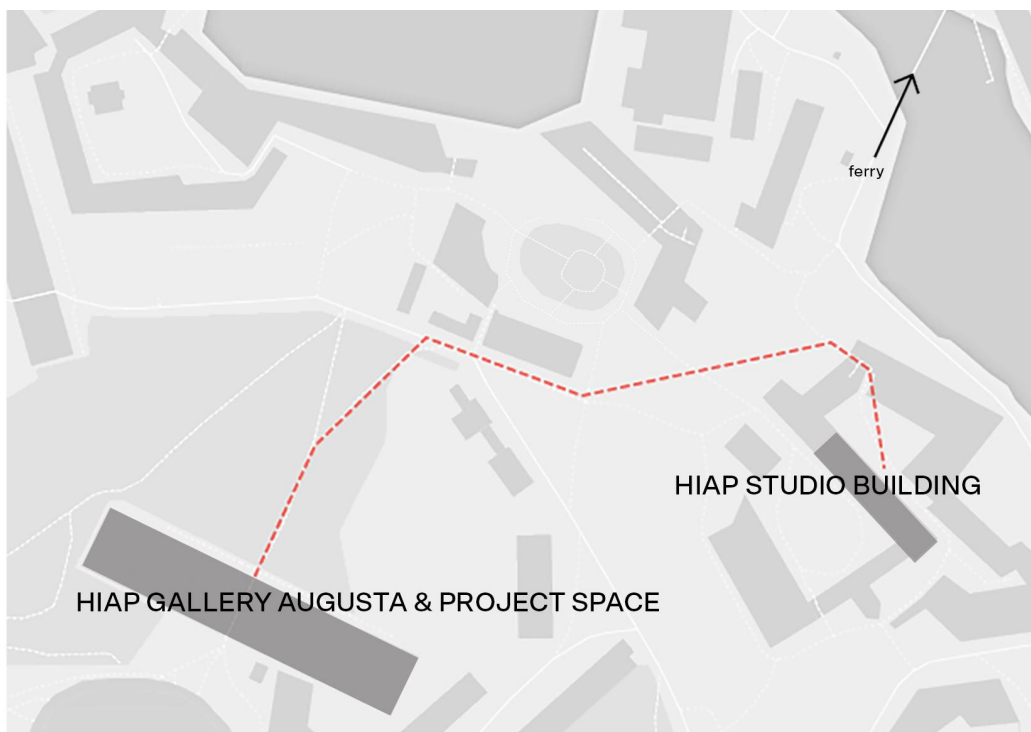 ferry
HIAP STUDIO BUILDING
HIAP GALLERY AUGUSTA & PROJECT SPACE